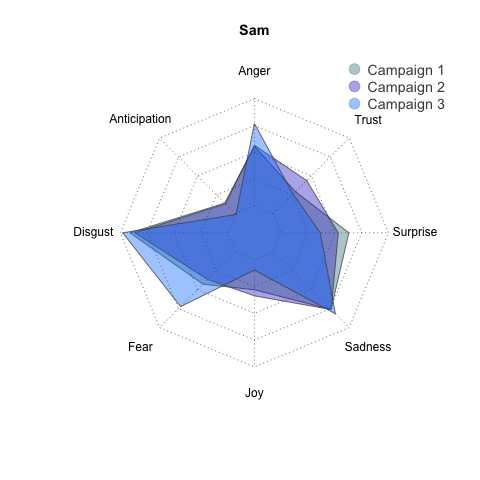 Sam
Anger
Campaign 1
Campaign 2
Campaign 3
Anticipation
Trust
Disgust
Surprise
Fear
Sadness
Joy